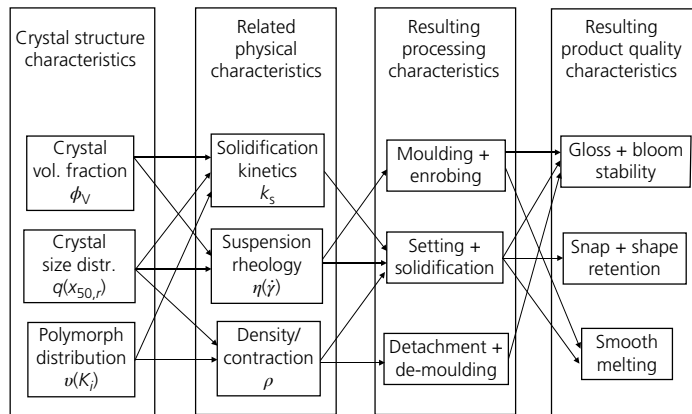 Crystal structure
characteristics
Crystal
vol. fraction
ϕV
Crystal
size distr.
q(x50,r)
Polymorph
distribution
υ(Ki)
Related
physical
characteristics
Solidification
kinetics
ks
Suspension
rheology
η(γ̇)
Density/
contraction
ρ
Resulting
processing
characteristics
Moulding +
enrobing
Setting +
solidification
Detachment +
de-moulding
Resulting
product quality
characteristics
Gloss + bloom
stability
Snap + shape
retention
Smooth
melting